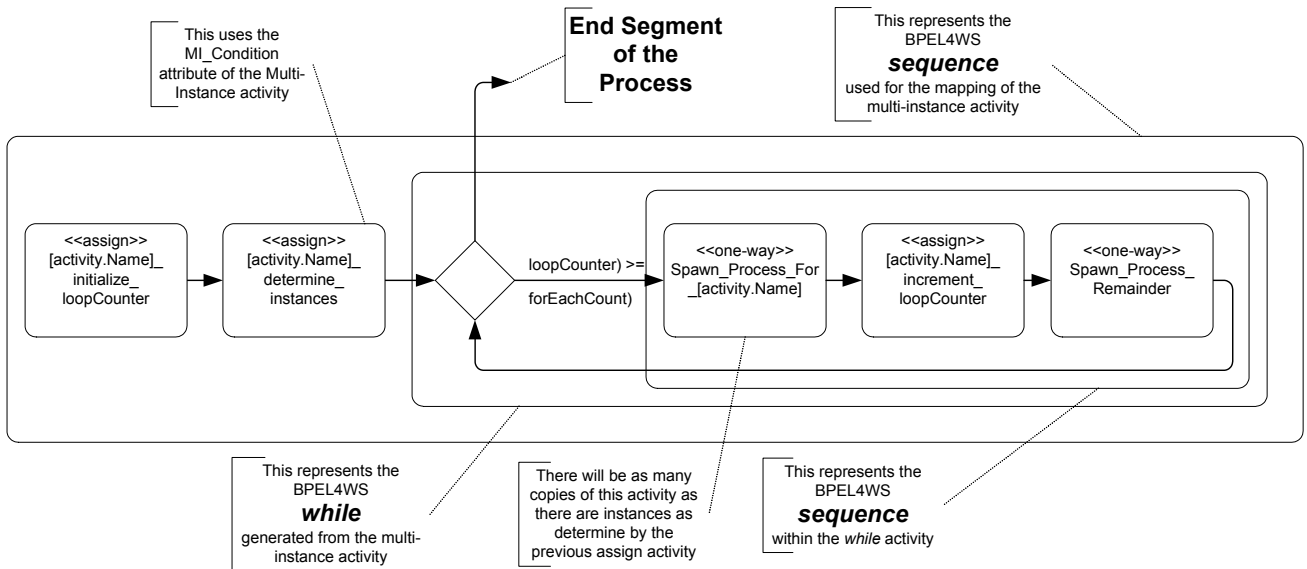 This uses the
MI_Condition
attribute of the Multi-
Instance activity
End Segment
of the
Process
This represents the
BPEL4WS
sequence
used for the mapping of the
multi-instance activity
<<assign>>
[activity.Name]_
initialize_
loopCounter
<<assign>>
[activity.Name]_
determine_
instances
loopCounter) >=
forEachCount)
<<one-way>>
Spawn_Process_For
_[activity.Name]
<<assign>>
[activity.Name]_
increment_
loopCounter
<<one-way>>
Spawn_Process_
Remainder
This represents the
BPEL4WS
while
generated from the multi-
instance activity
There will be as many
copies of this activity as
there are instances as
determine by the
previous assign activity
This represents the
BPEL4WS
sequence
within the while activity